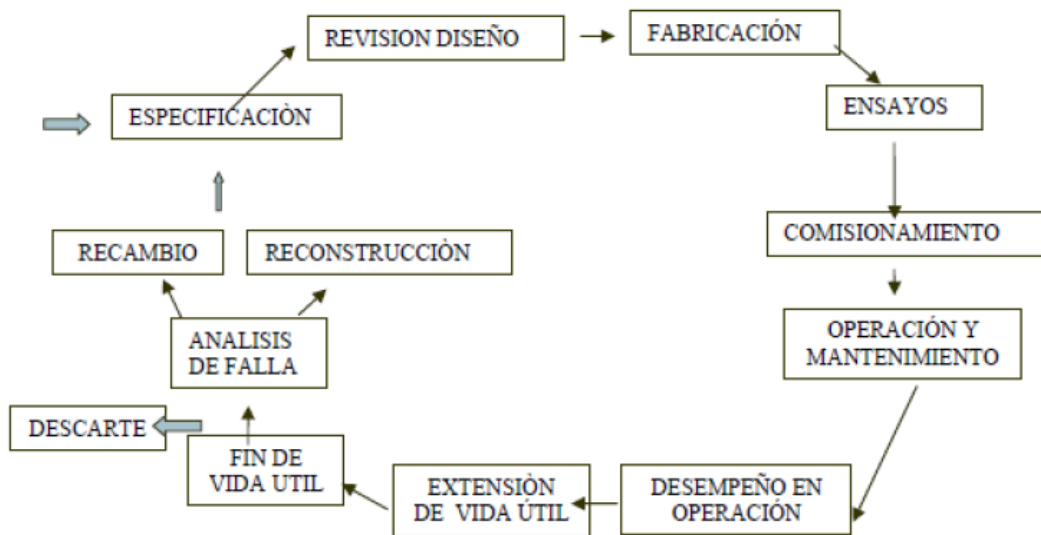 REVISION DISEÑO
FABRICACIÓN
ESPECIFICACIÒN
ENSAYOS
COMISIONAMIENTO
RECAMBIO
RECONSTRUCCIÒN
OPERACIÓN Y
MANTENIMIENTO
ANALISIS
DE FALLA
DESCARTE
FIN DE
VIDA UTIL
EXTENSIÒN
DE VIDA ÚTIL
DESEMPEÑO EN
OPERACIÓN